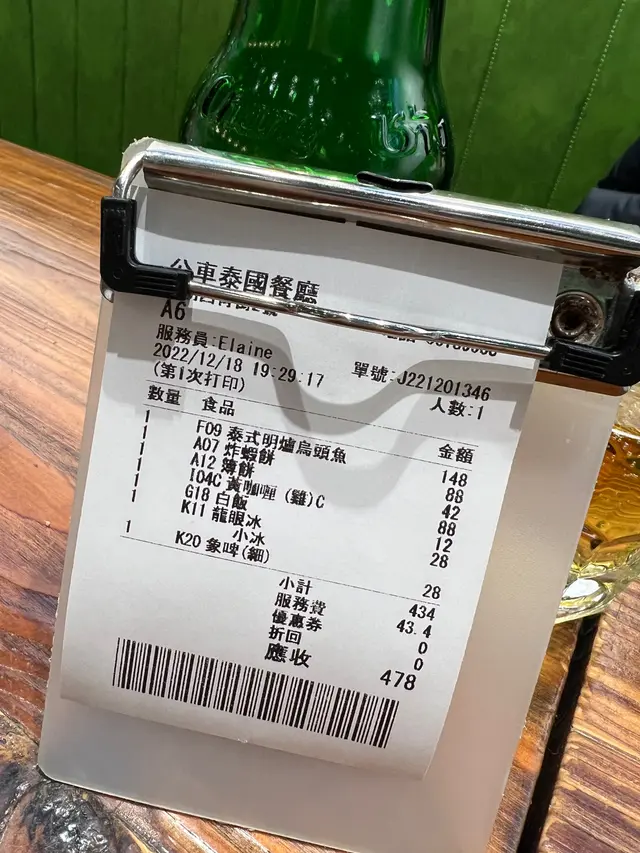 公車泰國餐廳
A6
服務員:Elaine
2022/12/18 19:29:17 單號:J221201346
(第1次打印) 人數:1
數量 食品 金額
1 F09 泰式明爐烏頭魚 148
1 A07 炸蝦餅 88
1 A12 薄餅 42
1 I04C 黃咖喱 (雞)C 88
1 G18 白飯 12
1 K11 龍眼冰 28
小冰
1 K20 象啤(細) 28
小計 434
服務費 43.4
優惠券 0
折回 0
應收 478